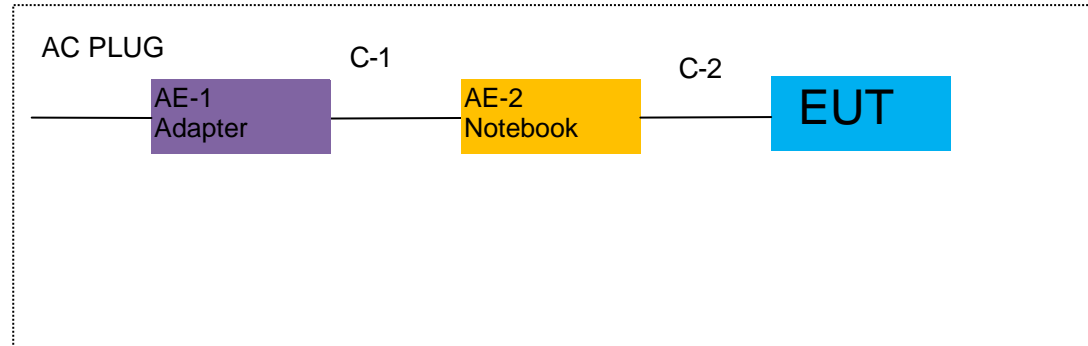 AC PLUG
C-1
C-2
AE-1
Adapter
AE-2
Notebook
EUT